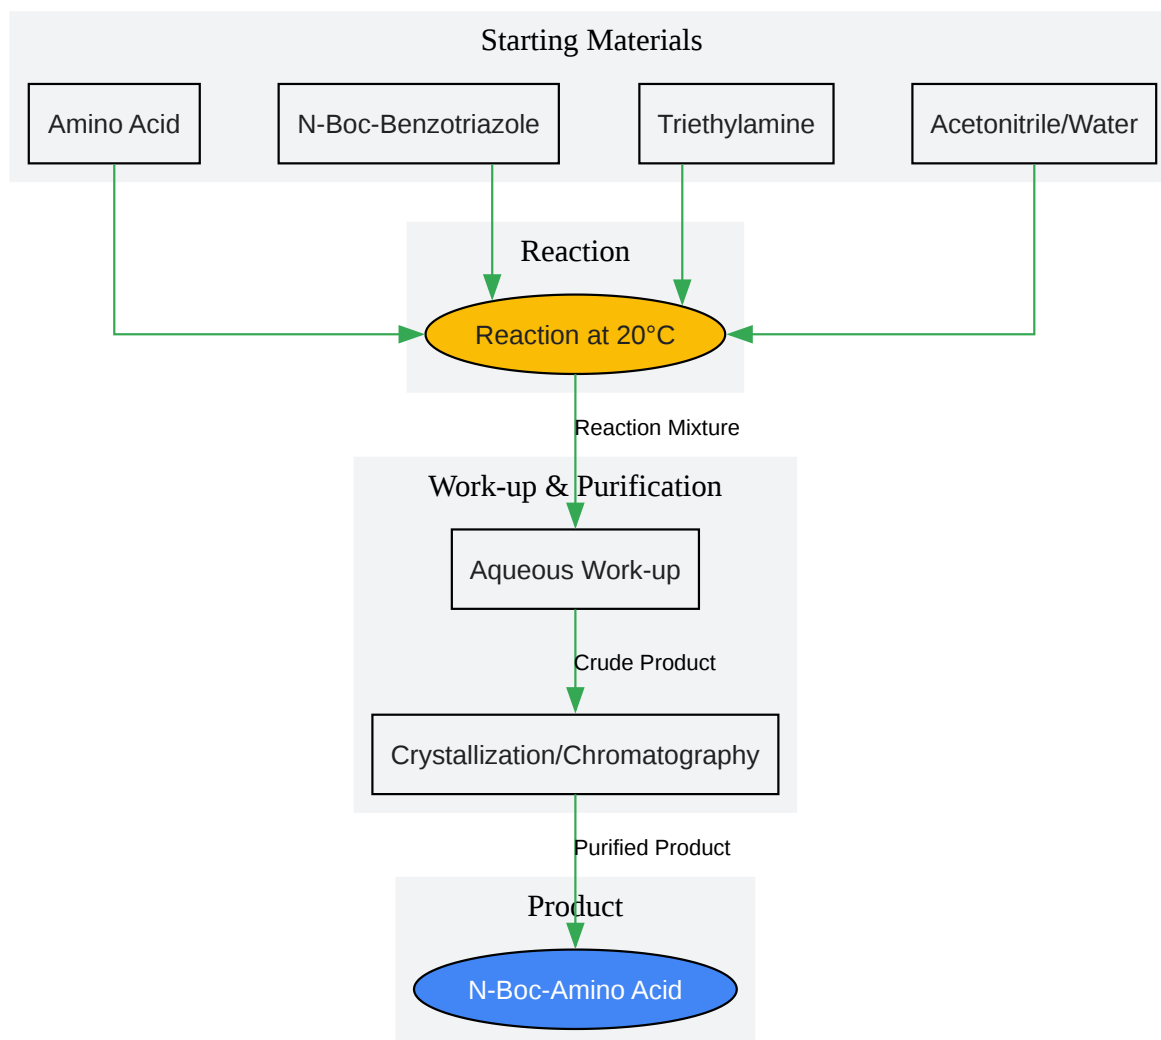 Starting Materials
Amino Acid
N-Boc-Benzotriazole
Triethylamine
Acetonitrile/Water
Reaction
Reaction at 20°C
Reaction Mixture
Work-up & Purification
Aqueous Work-up
Crude Product
Crystallization/Chromatography
Purified Product
Product
N-Boc-Amino Acid